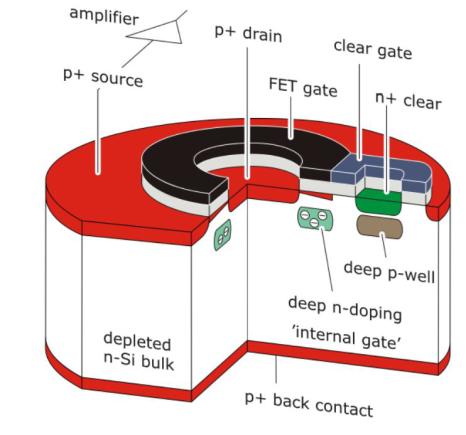 amplifier
p+ source
p+ drain
FET gate
clear gate
n+ clear
deep p-well
deep n-doping
'internal gate'
depleted
n-Si bulk
p+ back contact